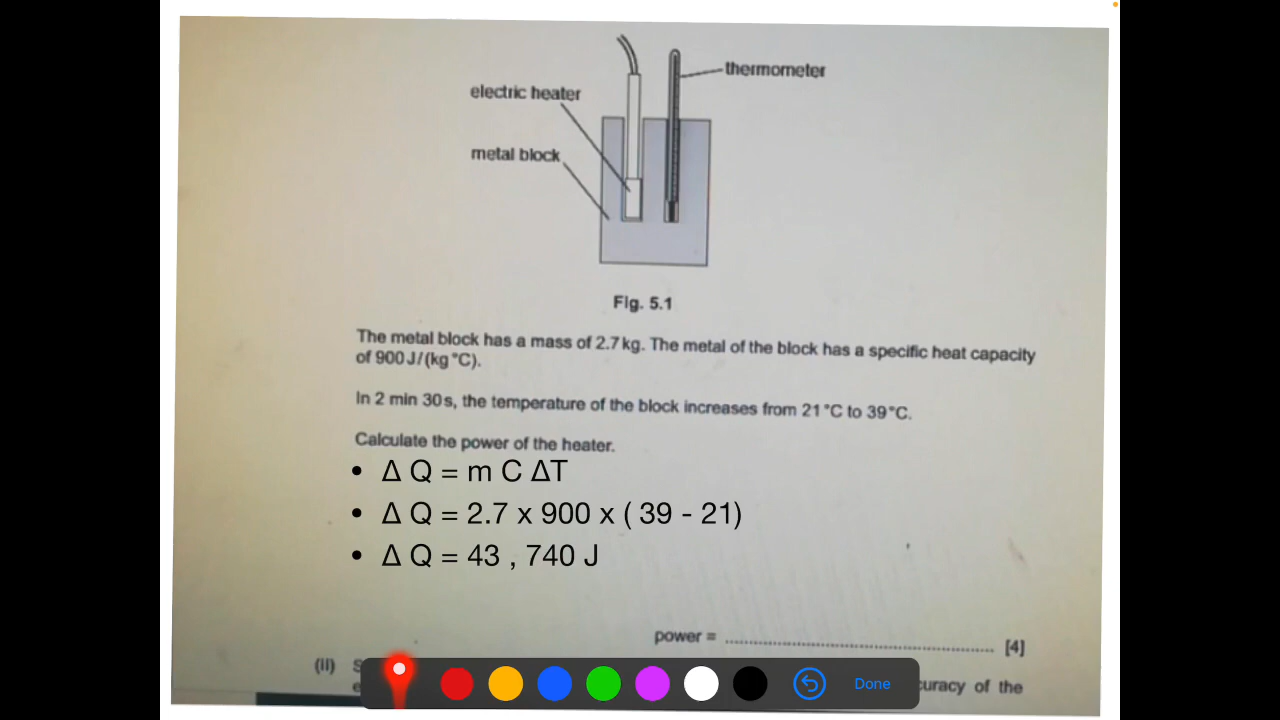 thermometer
electric heater
metal block
Fig. 5.1
The metal block has a mass of 2.7 kg. The metal of the block has a specific heat capacity
of 900 J/(kg °C).
In 2 min 30 s, the temperature of the block increases from 21 °C to 39 °C.
Calculate the power of the heater.
• Δ Q = m C ΔT
• Δ Q = 2.7 x 900 x ( 39 - 21)
• Δ Q = 43 , 740 J
power = ........................................................ [4]
(ii)
Done
of the